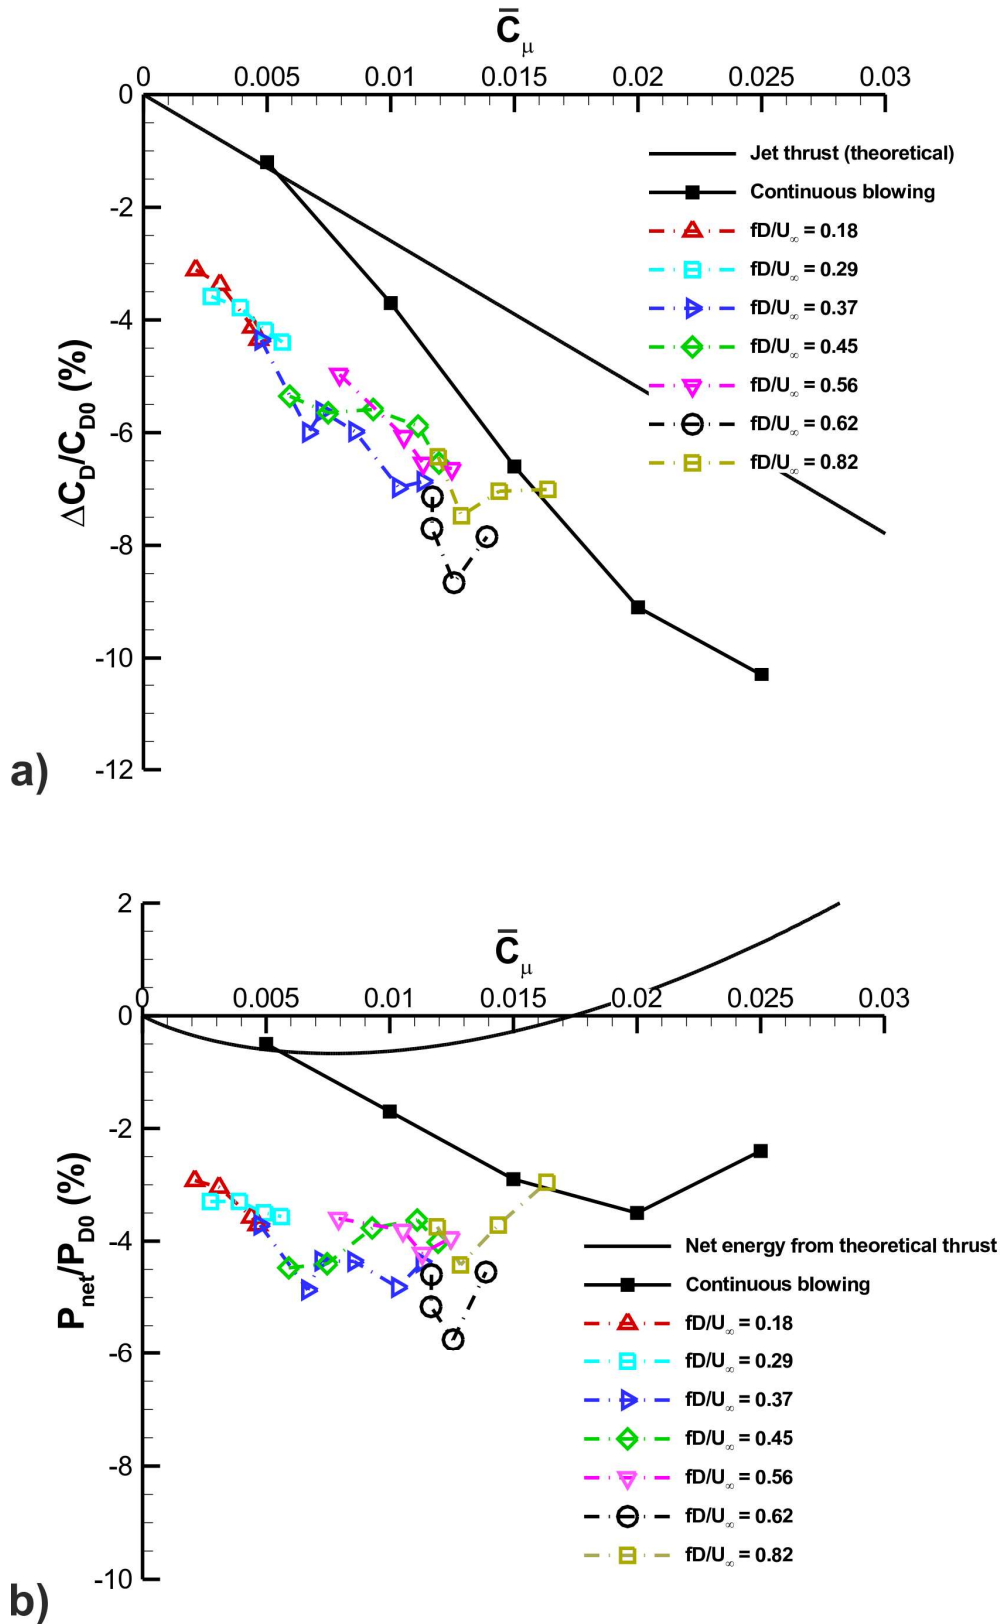 C̄μ
0 0.005 0.010 0.015 0.02 0.025 0.03
0
-2
-4
-6
-8
-10
-12
ΔC_D/C_D0 (%)
Jet thrust (theoretical)
Continuous blowing
fD/U∞ = 0.18
fD/U∞ = 0.29
fD/U∞ = 0.37
fD/U∞ = 0.45
fD/U∞ = 0.56
fD/U∞ = 0.62
fD/U∞ = 0.82
a)
2
C̄μ
0 0.005 0.01 0.015 0.02 0.025 0.03
0
-2
-4
-6
-8
-10
P_net/P_D0 (%)
Net energy from theoretical thrust
Continuous blowing
fD/U∞ = 0.18
fD/U∞ = 0.29
fD/U∞ = 0.37
fD/U∞ = 0.45
fD/U∞ = 0.56
fD/U∞ = 0.62
fD/U∞ = 0.82
b)